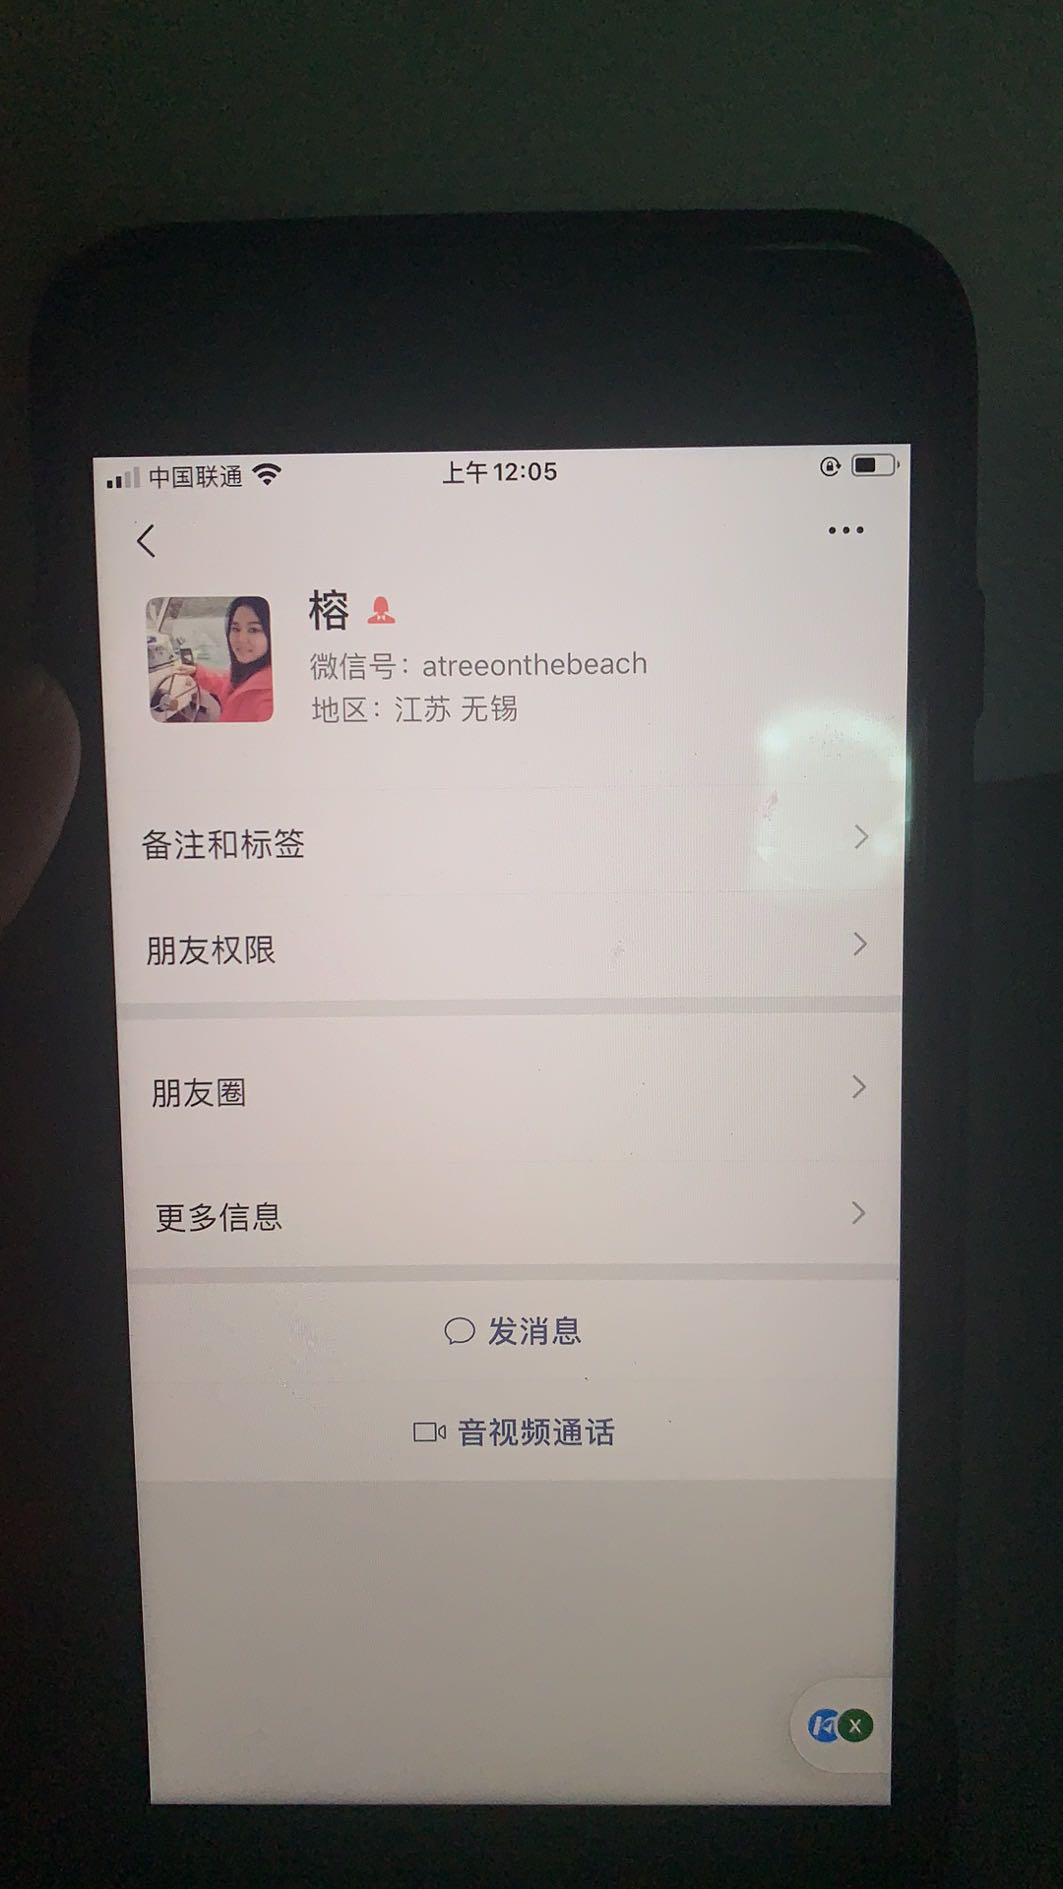 中国联通 上午12:05
榕
微信号：atreeonthebeach
地区：江苏 无锡
备注和标签
朋友权限
朋友圈
更多信息
发消息
音视频通话
X